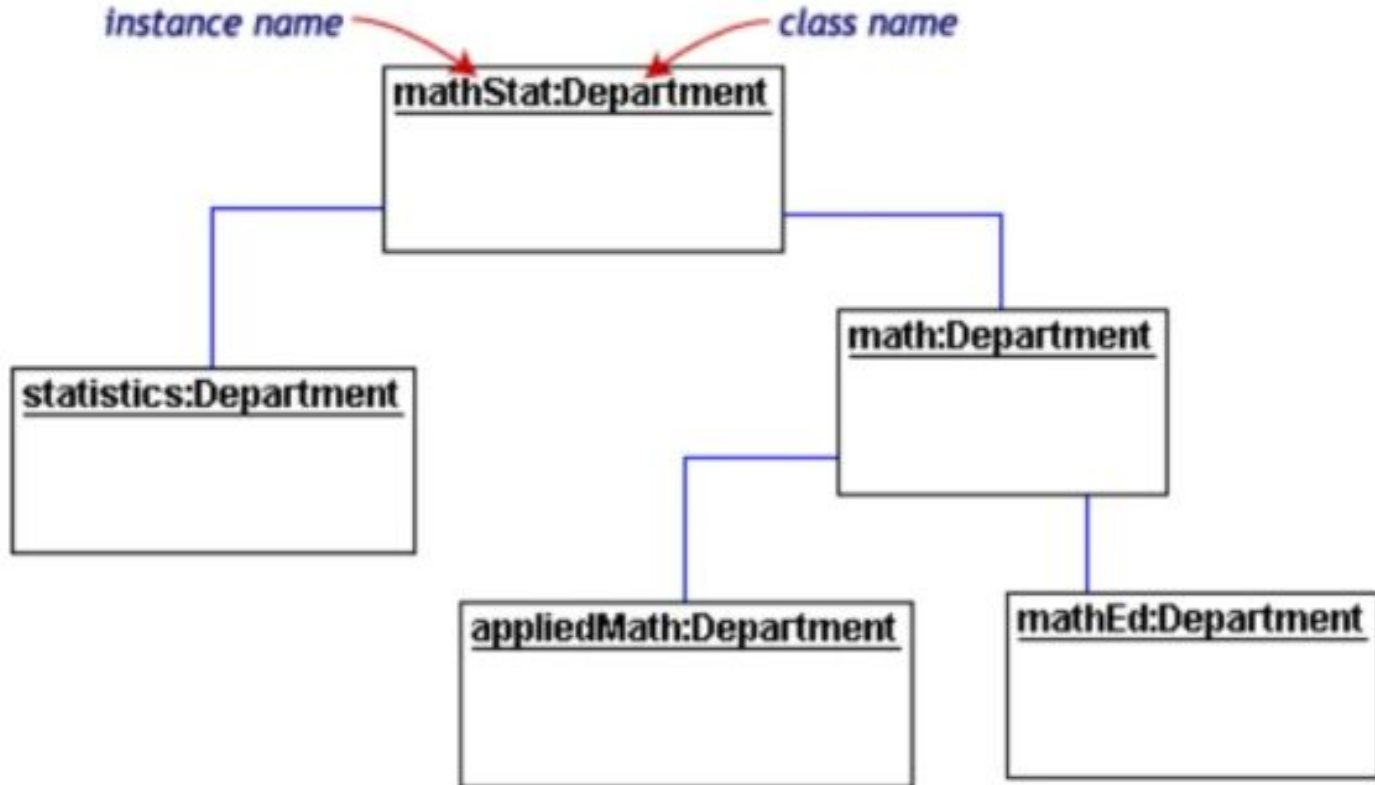 instance name
class name
mathStat:Department
math:Department
statistics:Department
appliedMath:Department
mathEd:Department